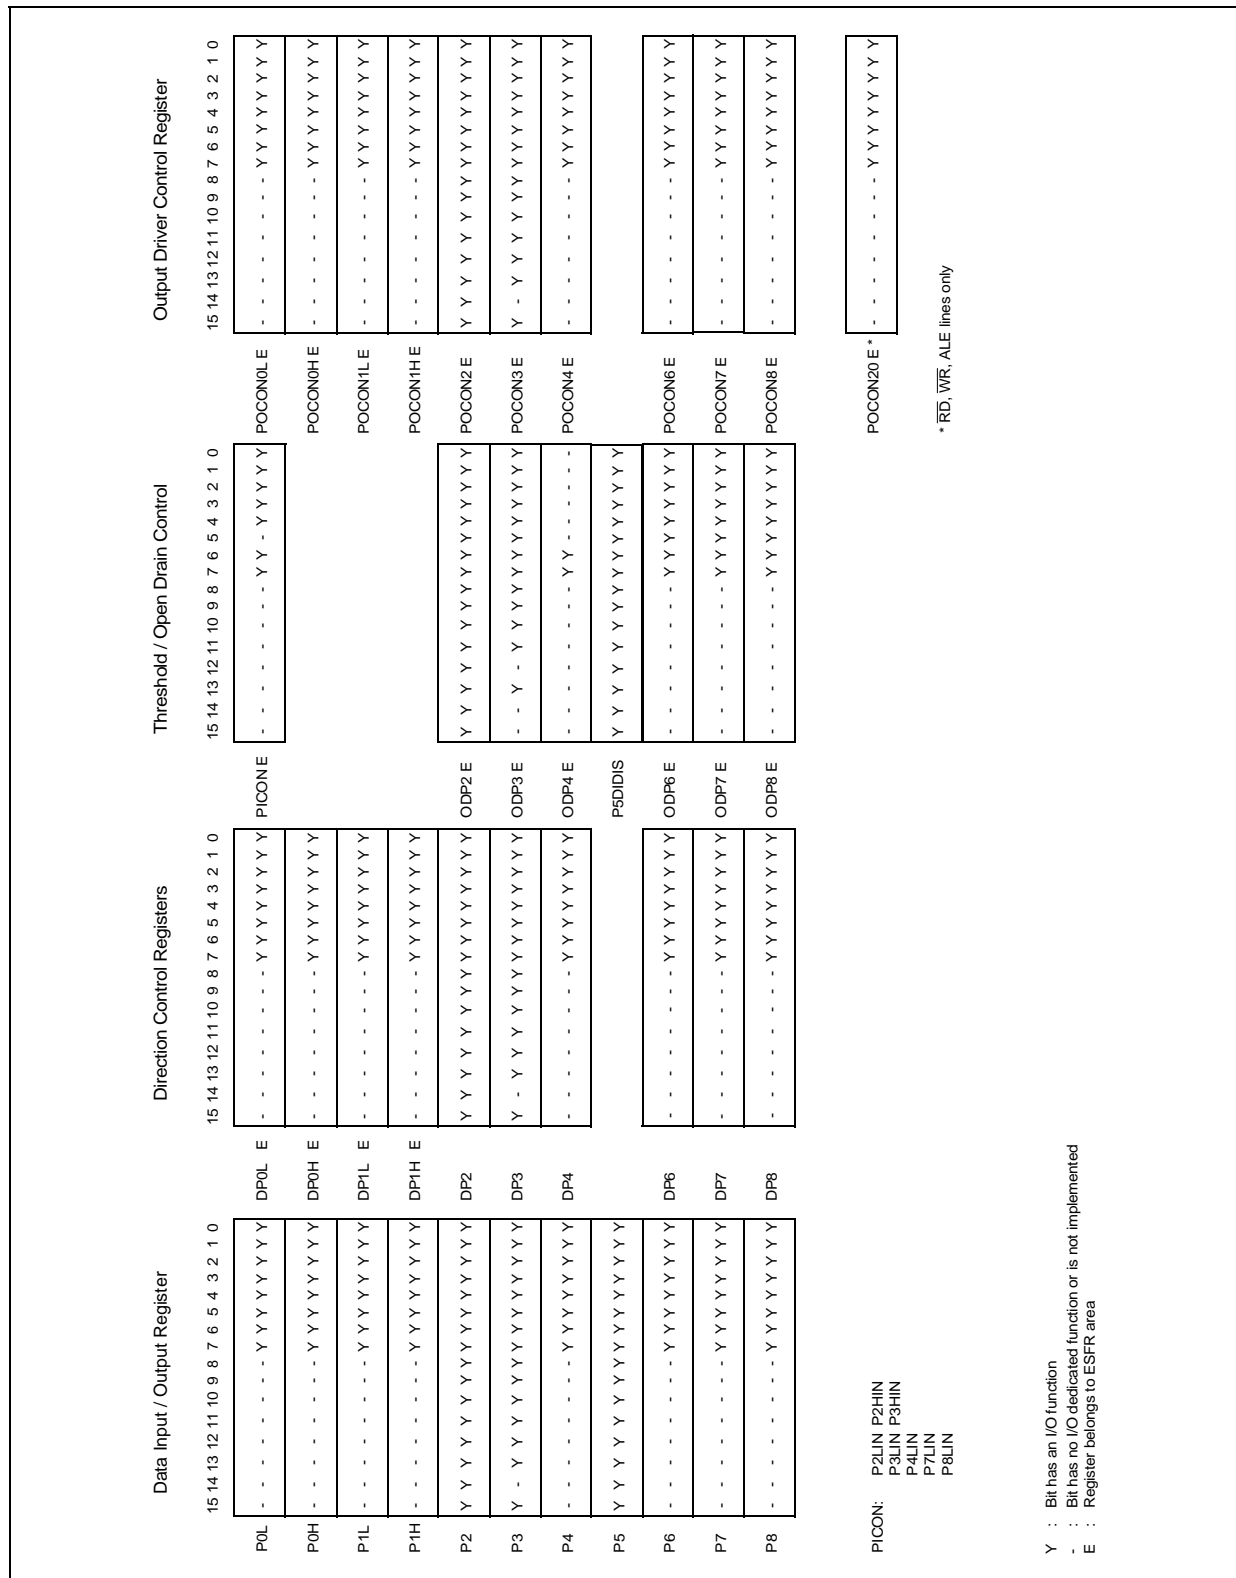 Data Input / Output Register Direction Control Registers Threshold / Open Drain Control Output Driver Control Register
15 14 13 12 11 10 9 8 7 6 5 4 3 2 1 0 15 14 13 12 11 10 9 8 7 6 5 4 3 2 1 0 15 14 13 12 11 10 9 8 7 6 5 4 3 2 1 0 15 14 13 12 11 10 9 8 7 6 5 4 3 2 1 0
P0L - - - - - - - - Y Y Y Y Y Y Y Y DP0L E - - - - - - - - Y Y Y Y Y Y Y Y PICON E - - - - - - - - Y Y - Y Y Y Y Y POCON0L E - - - - - - - - Y Y Y Y Y Y Y Y
P0H - - - - - - - - Y Y Y Y Y Y Y Y DP0H E - - - - - - - - Y Y Y Y Y Y Y Y POCON0H E - - - - - - - - Y Y Y Y Y Y Y Y
P1L - - - - - - - - Y Y Y Y Y Y Y Y DP1L E - - - - - - - - Y Y Y Y Y Y Y Y POCON1L E - - - - - - - - Y Y Y Y Y Y Y Y
P1H - - - - - - - - Y Y Y Y Y Y Y Y DP1H E - - - - - - - - Y Y Y Y Y Y Y Y POCON1H E - - - - - - - - Y Y Y Y Y Y Y Y
P2 Y Y Y Y Y Y Y Y Y Y Y Y Y Y Y Y DP2 Y Y Y Y Y Y Y Y Y Y Y Y Y Y Y Y ODP2 E Y Y Y Y Y Y Y Y Y Y Y Y Y Y Y Y POCON2 E Y Y Y Y Y Y Y Y Y Y Y Y Y Y Y Y
P3 Y - Y Y Y Y Y Y Y Y Y Y Y Y Y Y DP3 Y - Y Y Y Y Y Y Y Y Y Y Y Y Y Y ODP3 E - - Y - Y Y Y Y Y Y Y Y Y Y Y Y POCON3 E Y - Y Y Y Y Y Y Y Y Y Y Y Y Y Y
P4 - - - - - - - - Y Y Y Y Y Y Y Y DP4 - - - - - - - - Y Y Y Y Y Y Y Y ODP4 E - - - - - - - - Y Y - - - - - - POCON4 E - - - - - - - - Y Y Y Y Y Y Y Y
P5 Y Y Y Y Y Y Y Y Y Y Y Y Y Y Y Y P5DIDIS Y Y Y Y Y Y Y Y Y Y Y Y Y Y Y Y
P6 - - - - - - - - Y Y Y Y Y Y Y Y DP6 - - - - - - - - Y Y Y Y Y Y Y Y ODP6 E - - - - - - - - Y Y Y Y Y Y Y Y POCON6 E - - - - - - - - Y Y Y Y Y Y Y Y
P7 - - - - - - - - Y Y Y Y Y Y Y Y DP7 - - - - - - - - Y Y Y Y Y Y Y Y ODP7 E - - - - - - - - Y Y Y Y Y Y Y Y POCON7 E - - - - - - - - Y Y Y Y Y Y Y Y
P8 - - - - - - - - Y Y Y Y Y Y Y Y DP8 - - - - - - - - Y Y Y Y Y Y Y Y ODP8 E - - - - - - - - Y Y Y Y Y Y Y Y POCON8 E - - - - - - - - Y Y Y Y Y Y Y Y
PICON: P2LIN P2HIN POCON20 E * - - - - - - - - Y Y Y Y Y Y Y Y
P3LIN P3HIN
P4LIN
P7LIN
P8LIN * RD, WR, ALE lines only
Y : Bit has an I/O function
- : Bit has no I/O dedicated function or is not implemented
E : Register belongs to ESFR area